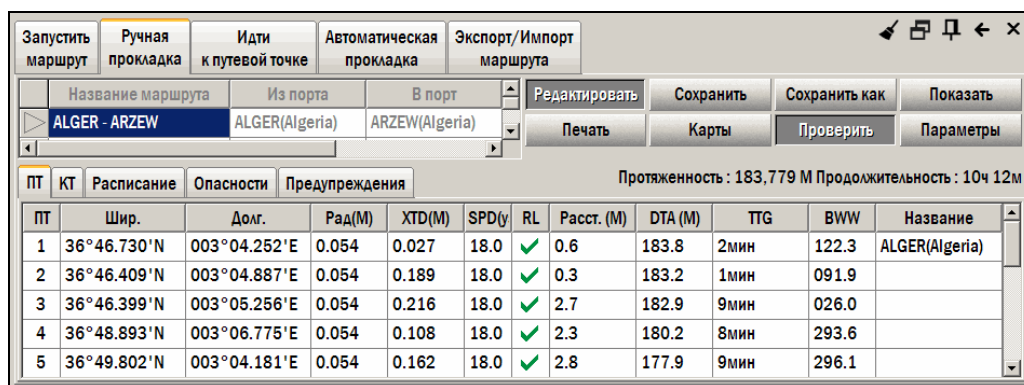 Запустить маршрут Ручная прокладка Идти к путевой точке Автоматическая прокладка Экспорт/Импорт маршрута
Название маршрута Из порта В порт Редактировать Сохранить Сохранить как Показать
ALGER - ARZEW ALGER(Algeria) ARZEW(Algeria) Печать Карты Проверить Параметры
ПТ КТ Расписание Опасности Предупреждения Протяженность : 183,779 М Продолжительность : 10ч 12м
ПТ Шир. Долг. Рад(М) XTD(М) SPD(у RL Расст. (М) DTA (М) TTG BWW Название
1 36°46.730'N 003°04.252'E 0.054 0.027 18.0 ✓ 0.6 183.8 2мин 122.3 ALGER(Algeria)
2 36°46.409'N 003°04.887'E 0.054 0.189 18.0 ✓ 0.3 183.2 1мин 091.9
3 36°46.399'N 003°05.256'E 0.054 0.216 18.0 ✓ 2.7 182.9 9мин 026.0
4 36°48.893'N 003°06.775'E 0.054 0.108 18.0 ✓ 2.3 180.2 8мин 293.6
5 36°49.802'N 003°04.181'E 0.054 0.162 18.0 ✓ 2.8 177.9 9мин 296.1